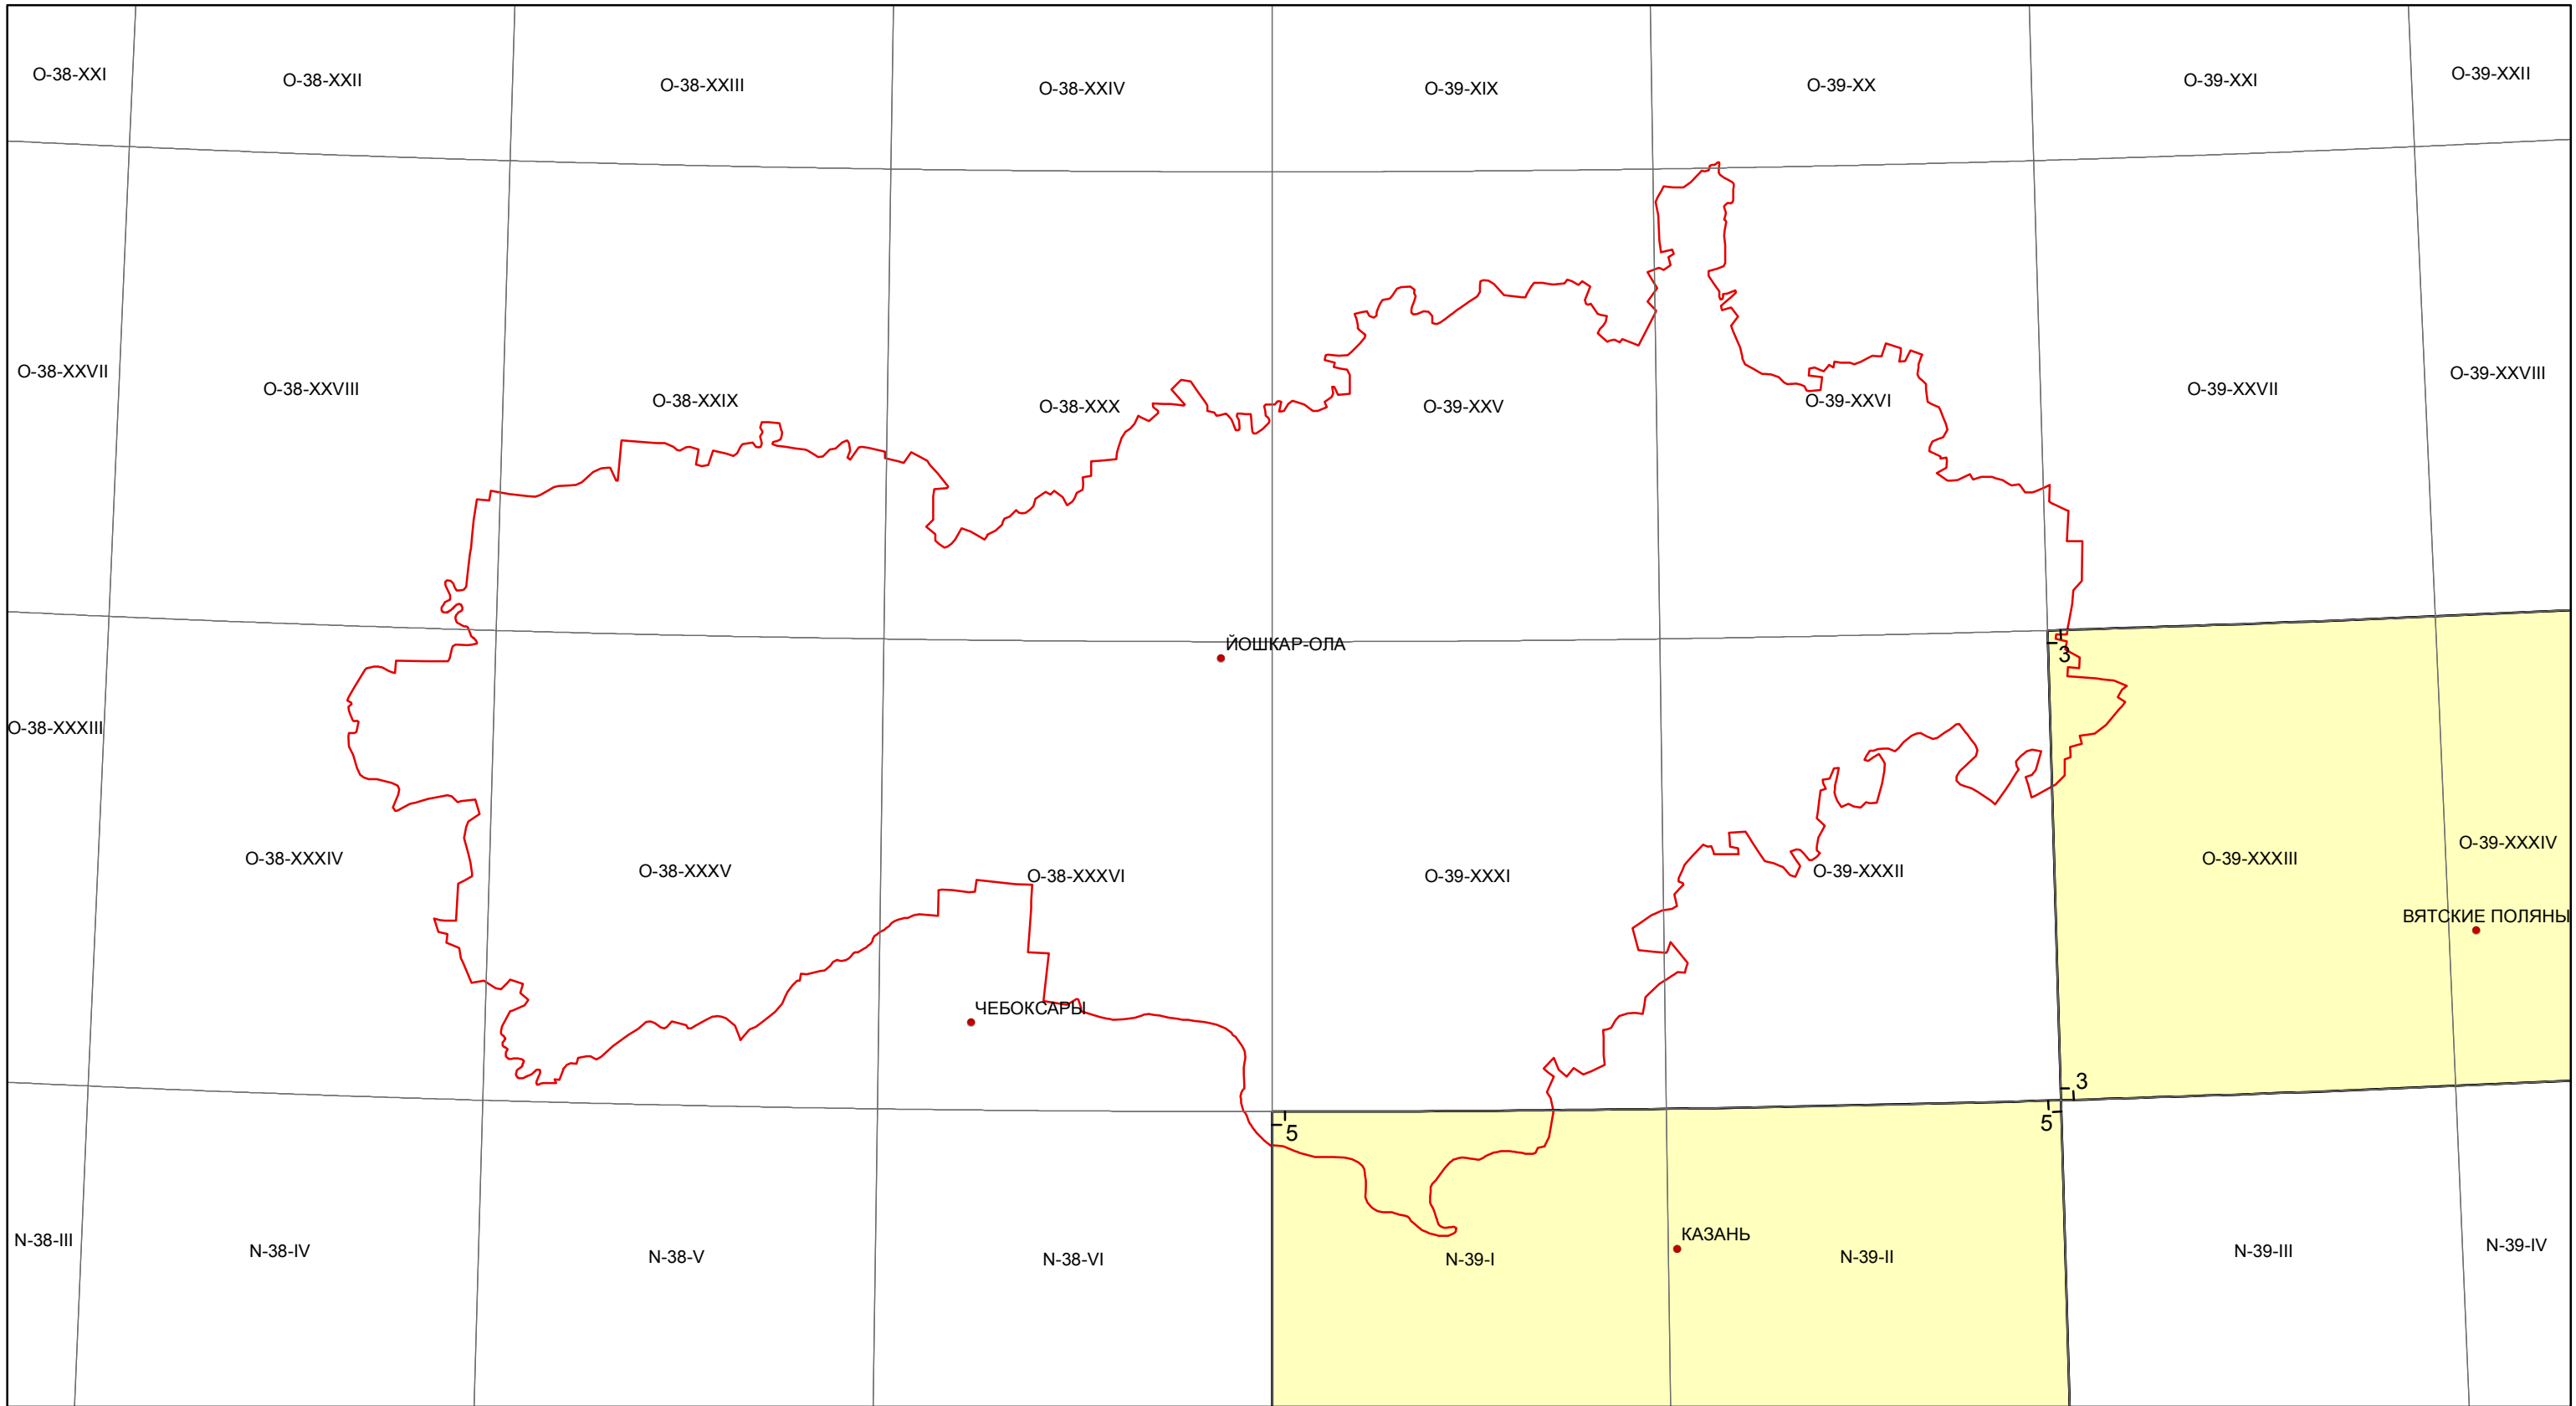 O-38-XXI
O-38-XXII
O-38-XXIII
O-38-XXIV
O-39-XIX
O-39-XX
O-39-XXI
O-39-XXII
O-38-XXVII
O-38-XXVIII
O-38-XXIX
O-38-XXX
O-39-XXV
O-39-XXVI
O-39-XXVII
O-39-XXVIII
ЙОШКАР-ОЛА
3
O-38-XXXIII
O-38-XXXIV
O-38-XXXV
O-38-XXXVI
O-39-XXXI
O-39-XXXII
O-39-XXXIII
O-39-XXXIV
ВЯТСКИЕ ПОЛЯНЫ
ЧЕБОКСАРЫ
3
5
5
N-38-III
N-38-IV
N-38-V
N-38-VI
N-39-I
КАЗАНЬ
N-39-II
N-39-III
N-39-IV